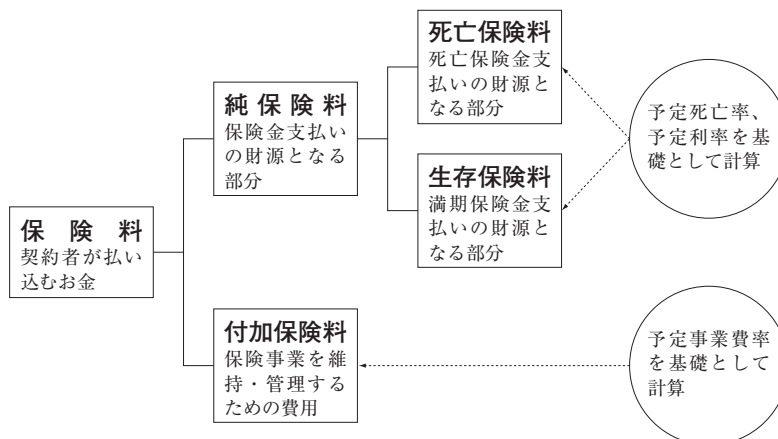 保険料
契約者が払い
込むお金
純保険料
保険金支払い
の財源となる
部分
付加保険料
保険事業を維
持・管理する
ための費用
死亡保険料
死亡保険金支
払いの財源と
なる部分
生存保険料
満期保険金支
払いの財源と
なる部分
予定死亡率、
予定利率を基
礎として計算
予定事業費率
を基礎として
計算